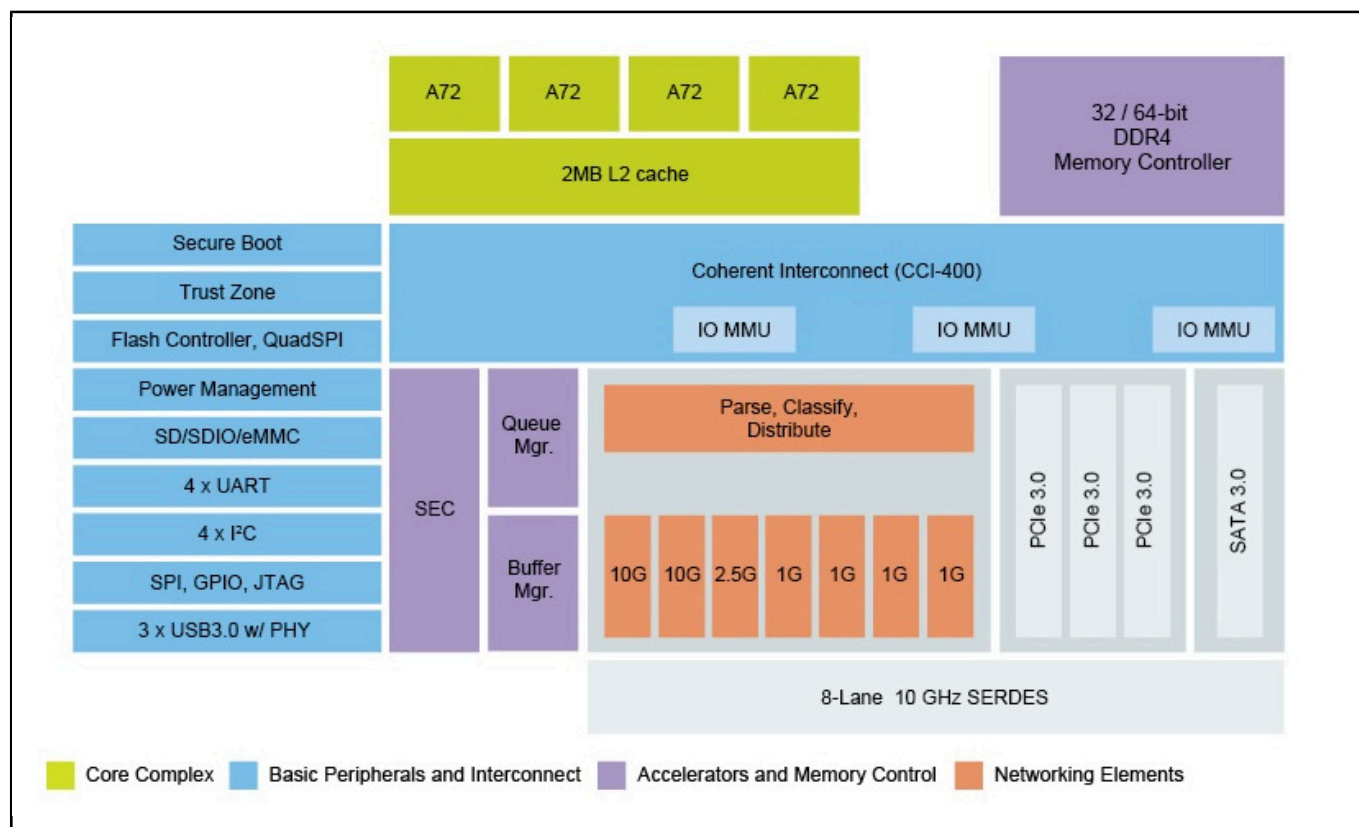 A72
A72
A72
A72
32 / 64-bit
DDR4
Memory Controller
2MB L2 cache
Secure Boot
Trust Zone
Flash Controller, QuadSPI
Power Management
SD/SDIO/eMMC
4 x UART
4 x I²C
SPI, GPIO, JTAG
3 x USB3.0 w/ PHY
Coherent Interconnect (CCI-400)
IO MMU
IO MMU
IO MMU
SEC
Queue
Mgr.
Buffer
Mgr.
Parse, Classify,
Distribute
10G
10G
2.5G
1G
1G
1G
1G
PCIe 3.0
PCIe 3.0
PCIe 3.0
SATA 3.0
8-Lane 10 GHz SERDES
Core Complex
Basic Peripherals and Interconnect
Accelerators and Memory Control
Networking Elements